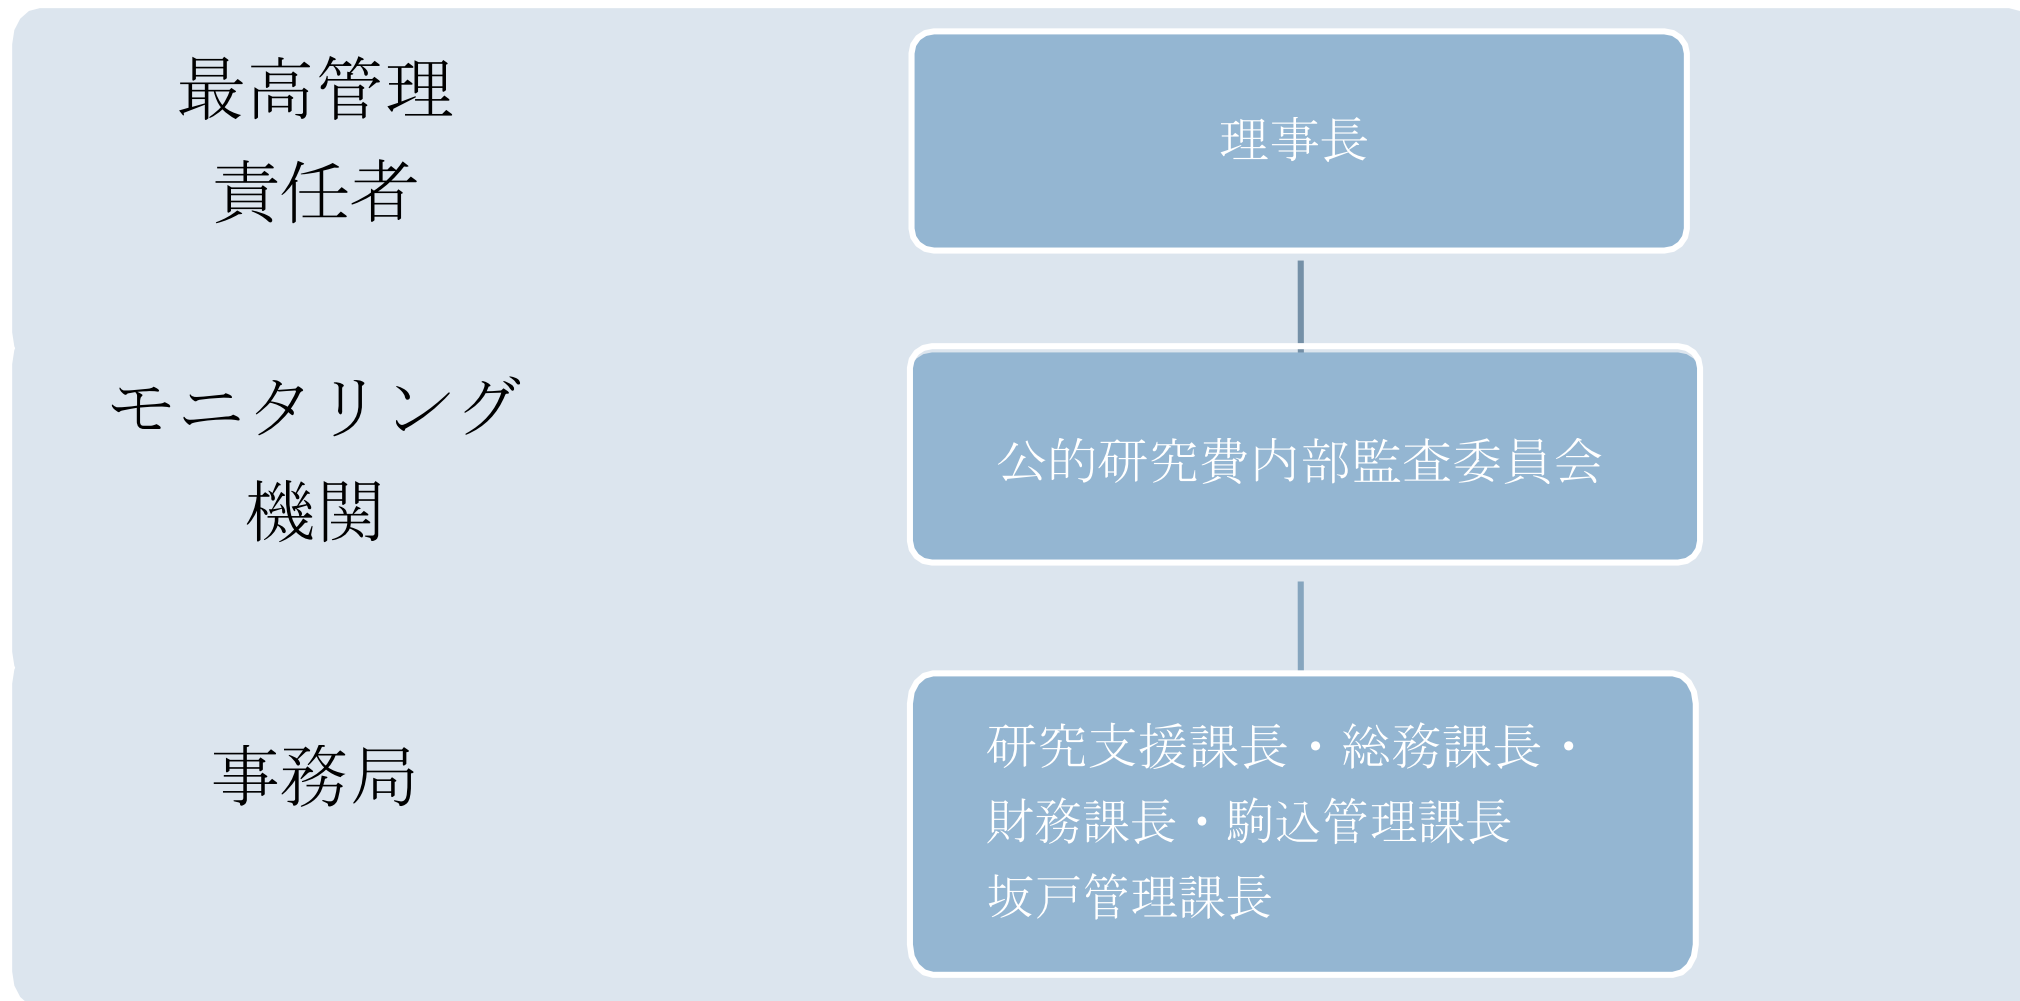 最高管理
責任者
理事長
モニタリング
機関
公的研究費内部監査委員会
事務局
研究支援課長・総務課長・
財務課長・駒込管理課長
坂戸管理課長